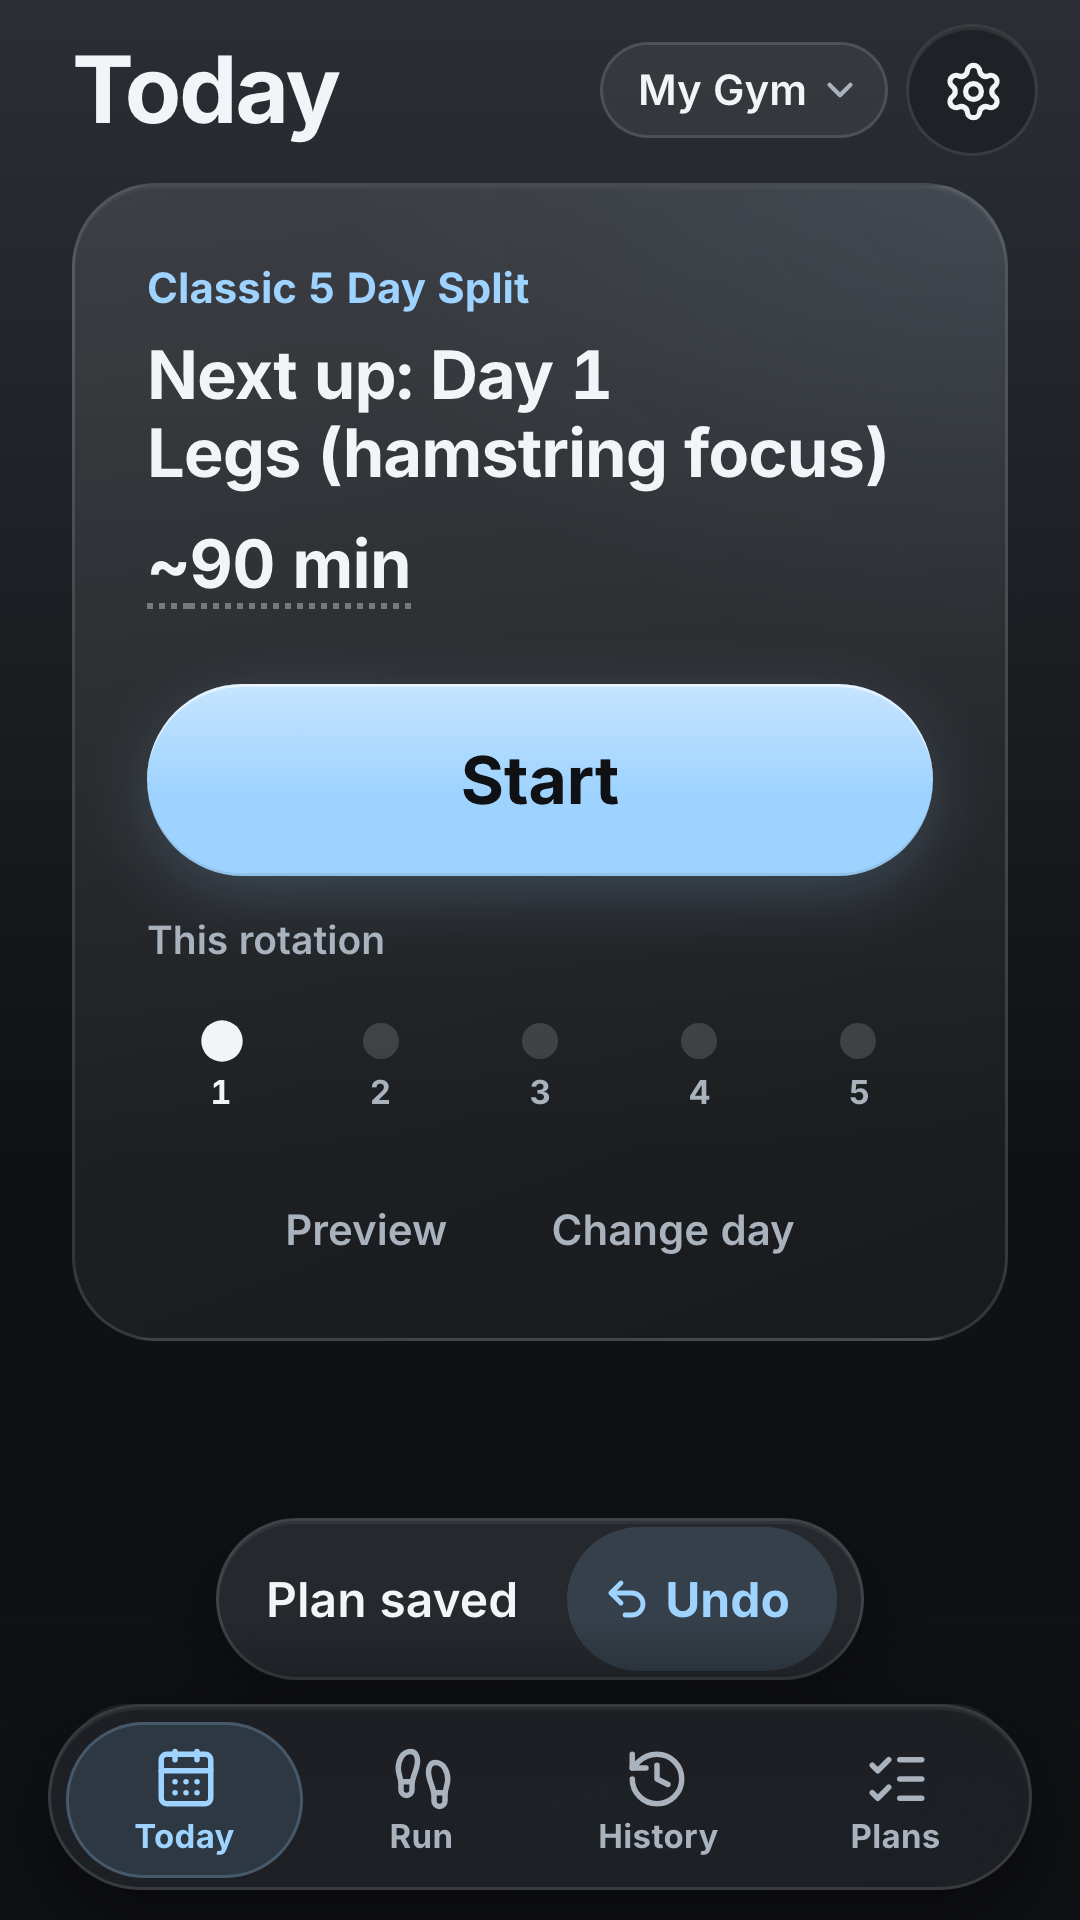 Today
My Gym
Classic 5 Day Split
Next up: Day 1
Legs (hamstring focus)
~90 min
Start
This rotation
1 2 3 4 5
Preview Change day
Plan saved Undo
Today Run History Plans